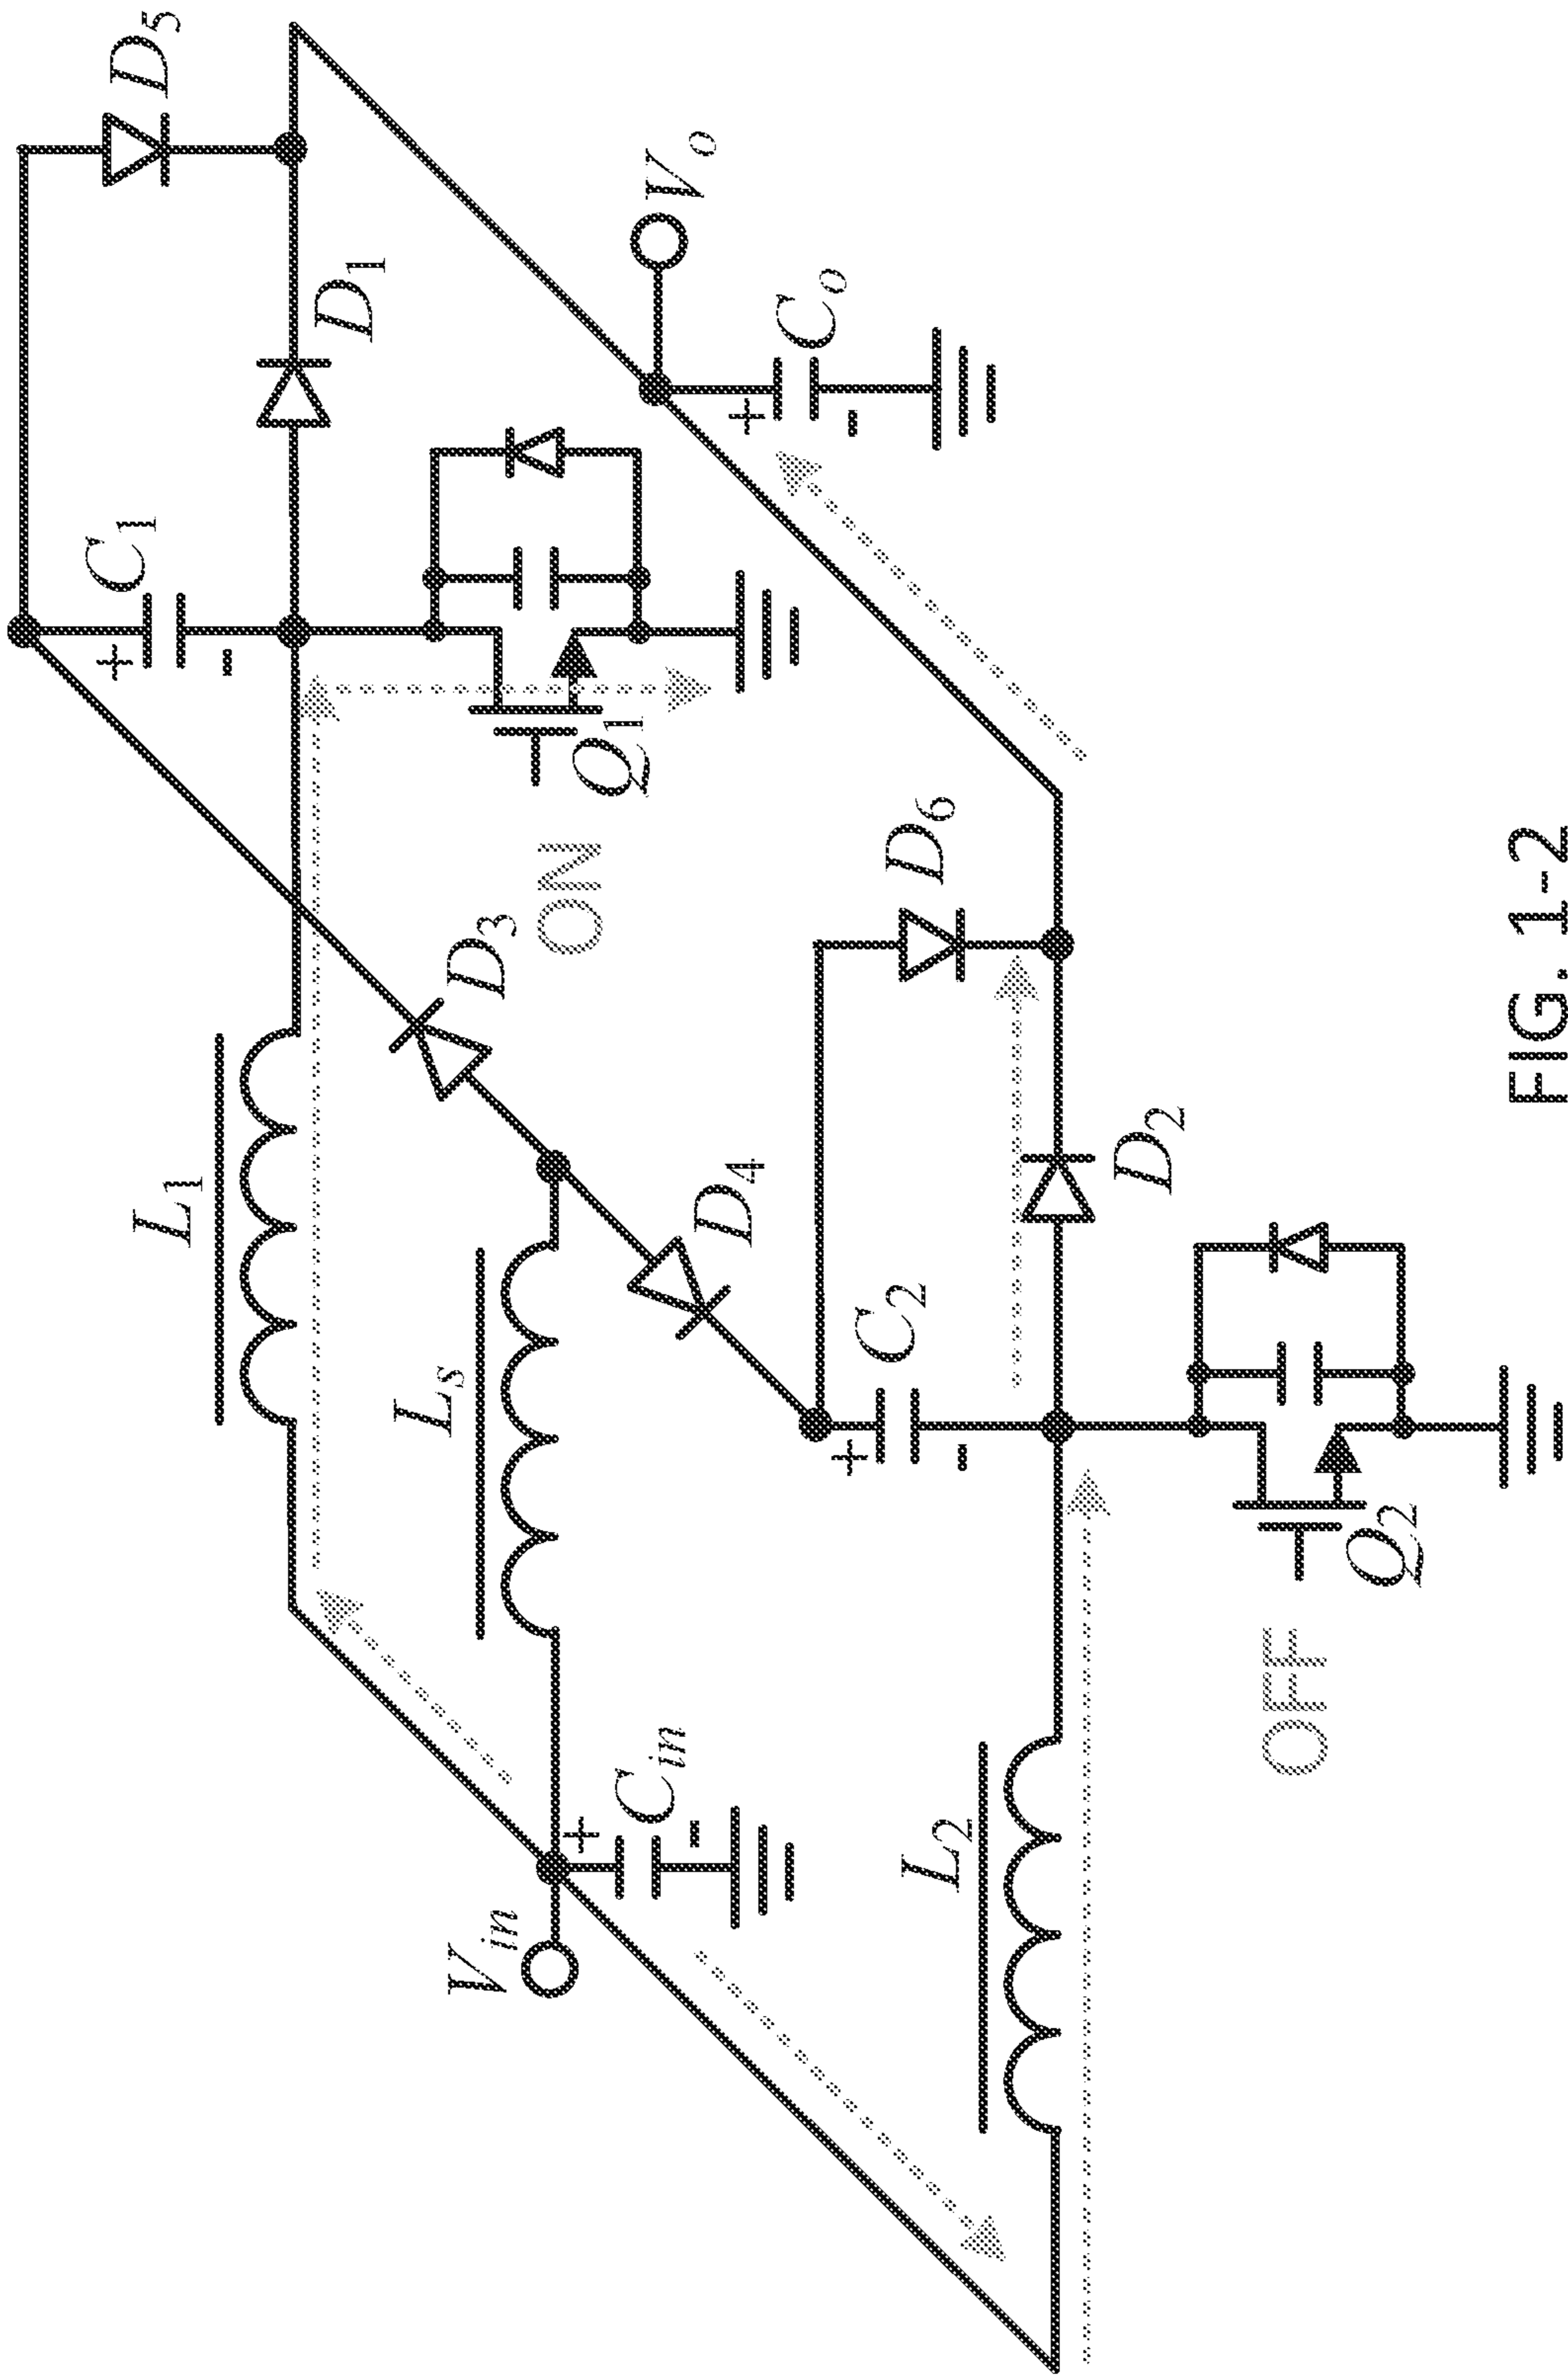 D5
C1
+
-
D1
L1
Vo
Q1
ON
+
Co
-
D3
Ls
D4
D6
Vin
+
Cin
-
C2
+
-
D2
L2
Q2
OFF
FIG. 1-2